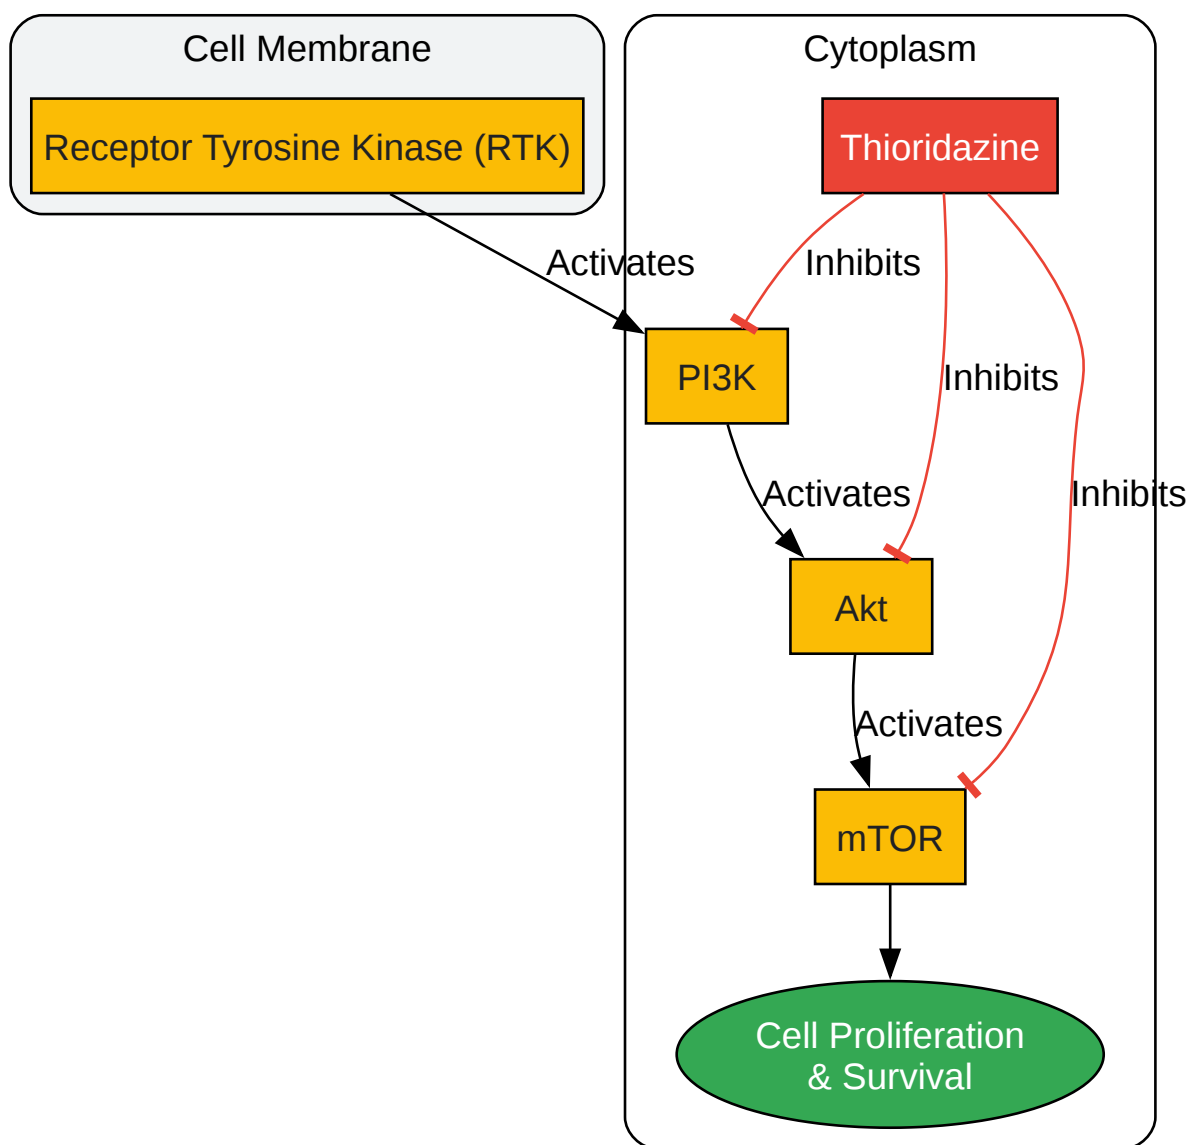 Cell Membrane
Cytoplasm
Receptor Tyrosine Kinase (RTK)
Thioridazine
Activates
Inhibits
PI3K
Inhibits
Activates
Inhibits
Akt
Activates
mTOR
Cell Proliferation
& Survival